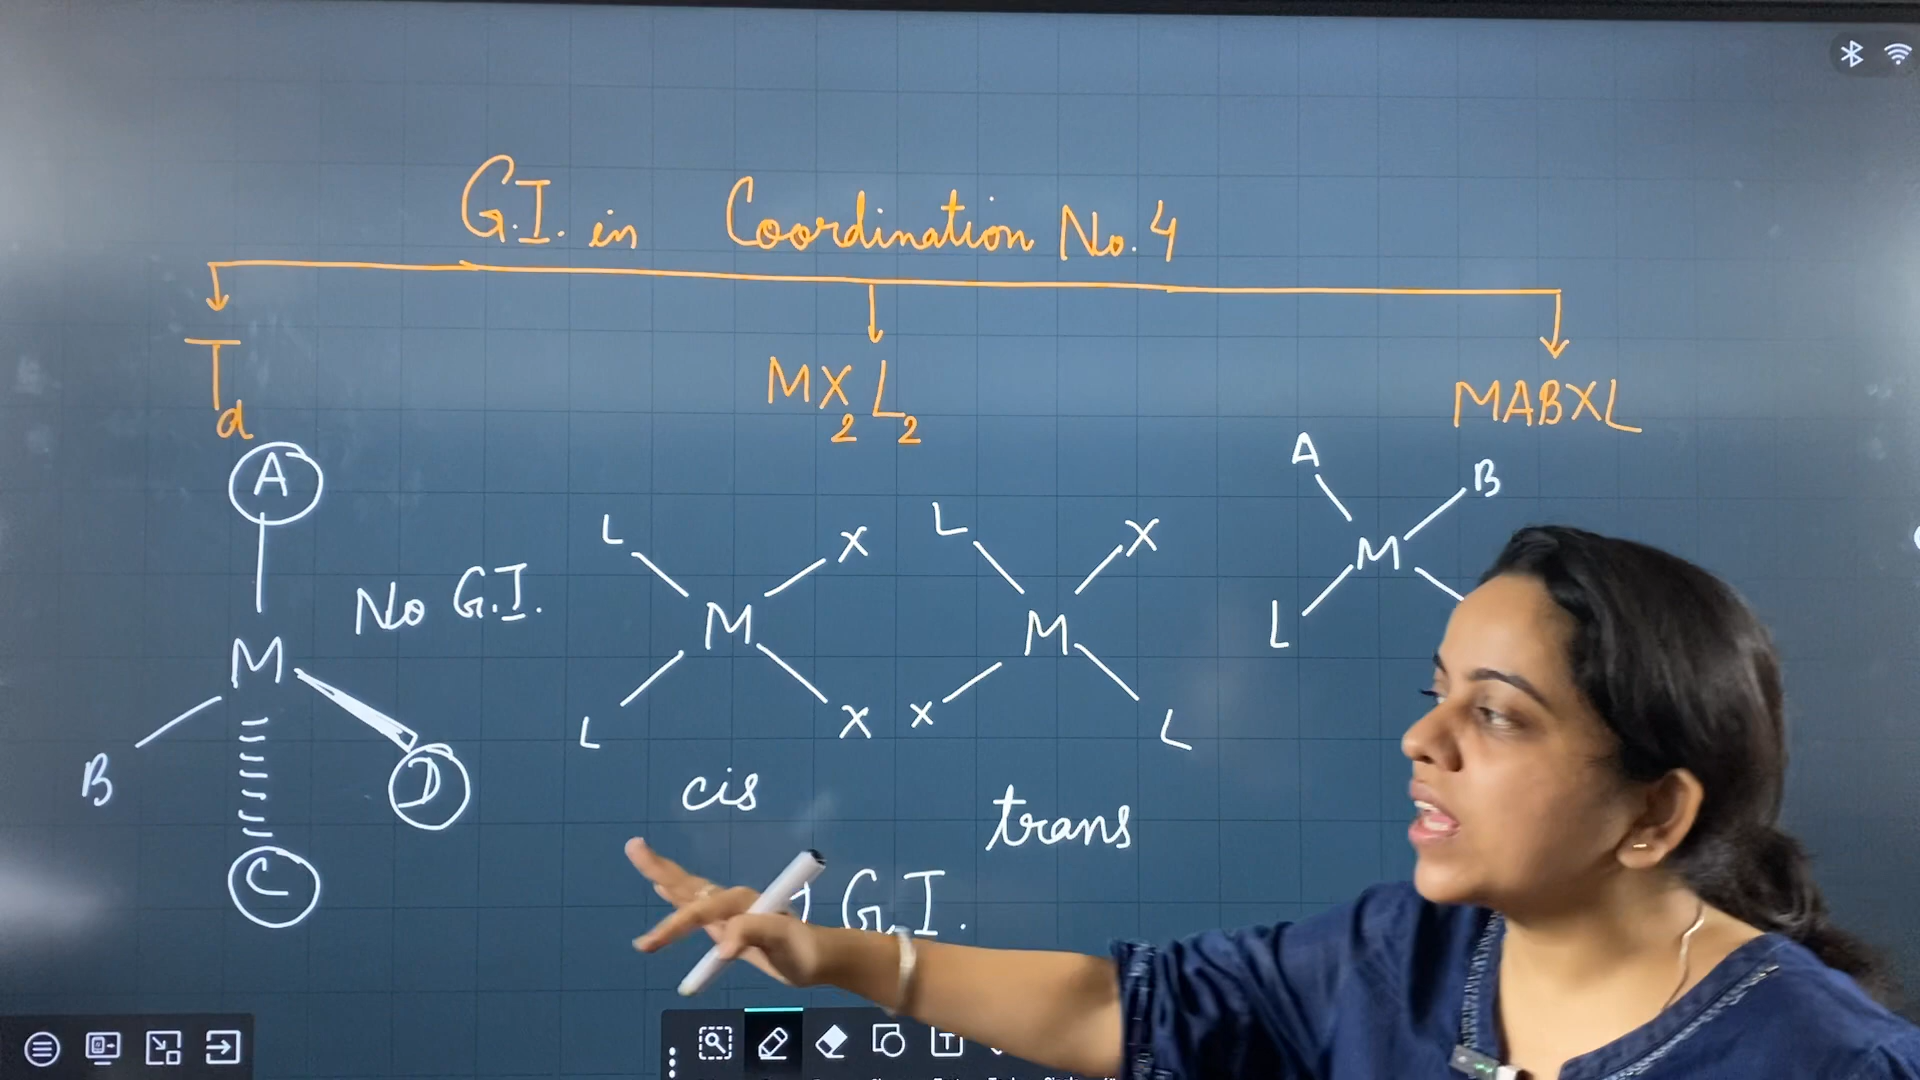 G.I. in Coordination No. 4
Td
MX2L2
MABXL
A
M
B
C
D
No G.I.
L X
M
L X
cis
L X
M
X L
trans
G.I.
A B
M
L